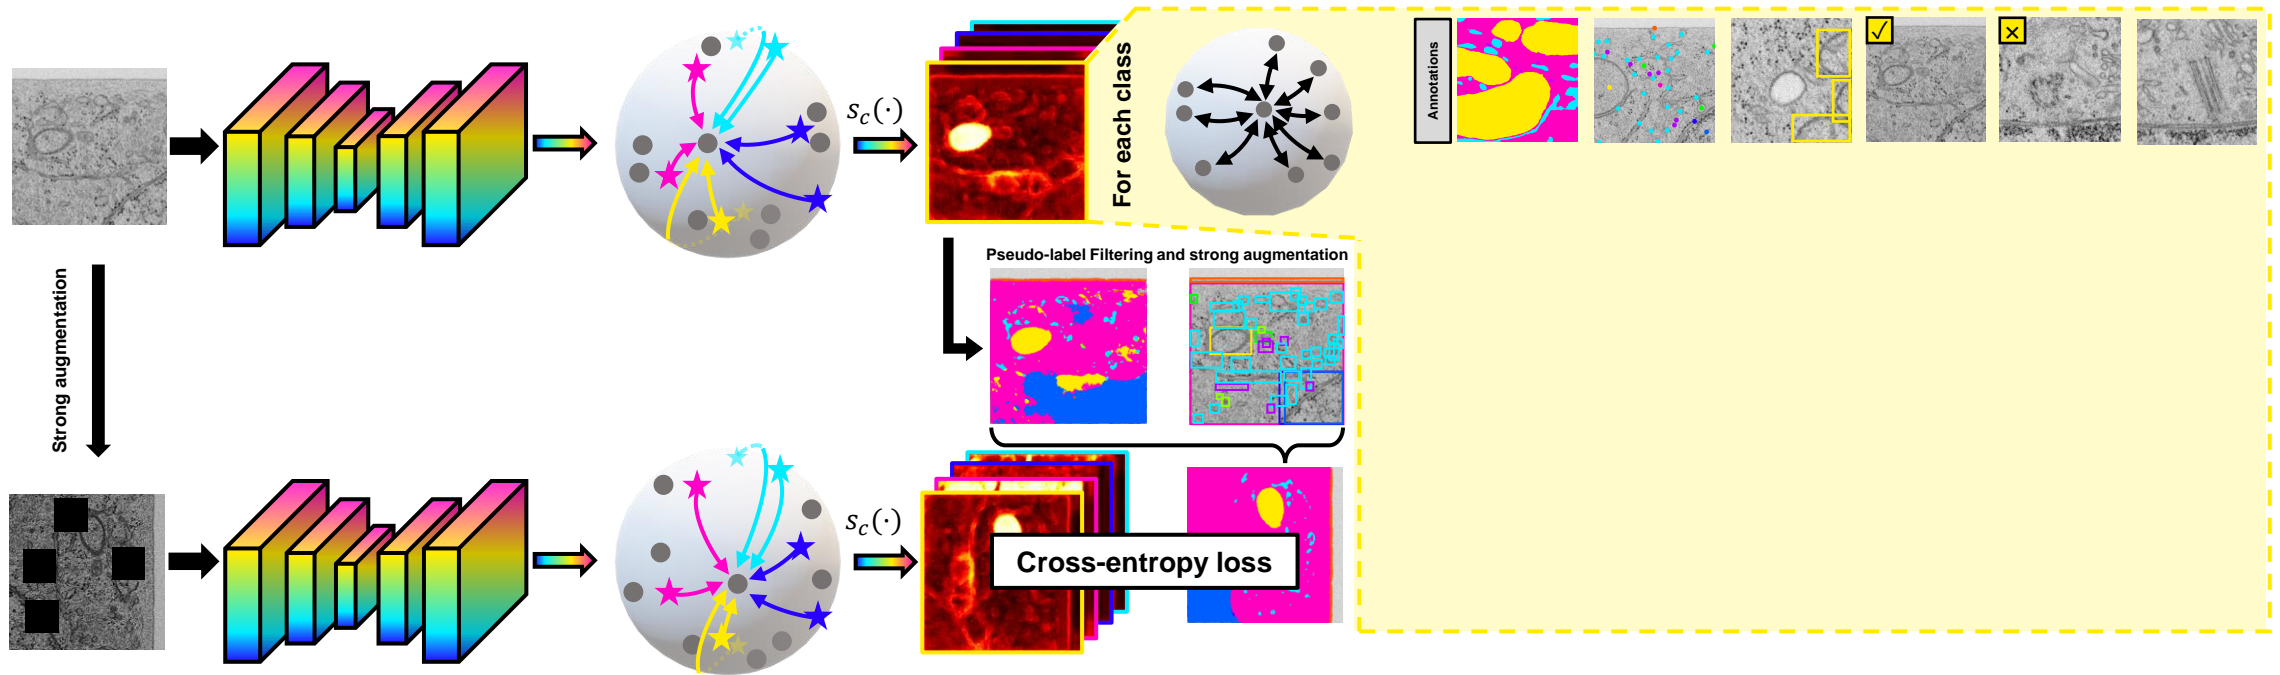 Annotations
s_c(·)
For each class
Pseudo-label Filtering and strong augmentation
Strong augmentation
s_c(·)
Cross-entropy loss